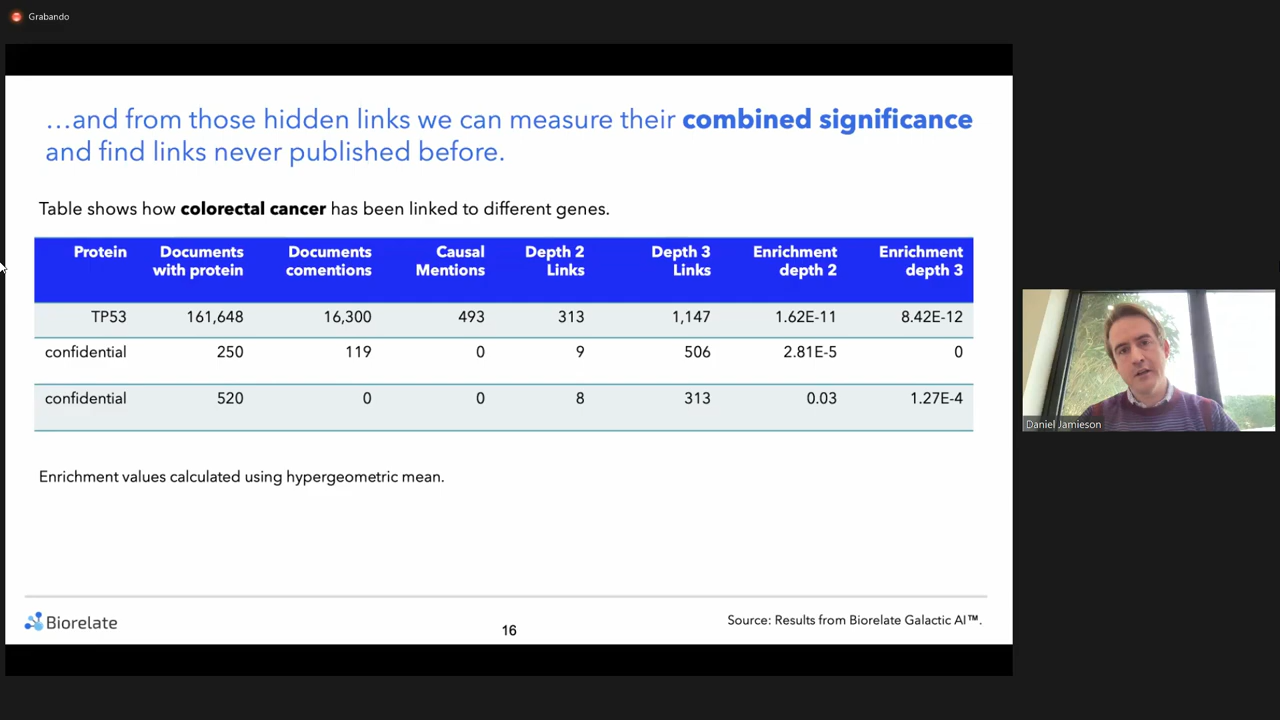 Grabando
…and from those hidden links we can measure their combined significance
and find links never published before.
Table shows how colorectal cancer has been linked to different genes.
Protein Documents with protein Documents comentions Causal Mentions Depth 2 Links Depth 3 Links Enrichment depth 2 Enrichment depth 3
TP53 161,648 16,300 493 313 1,147 1.62E-11 8.42E-12
confidential 250 119 0 9 506 2.81E-5 0
confidential 520 0 0 8 313 0.03 1.27E-4
Enrichment values calculated using hypergeometric mean.
Biorelate
16
Source: Results from Biorelate Galactic AI™.
Daniel Jamieson